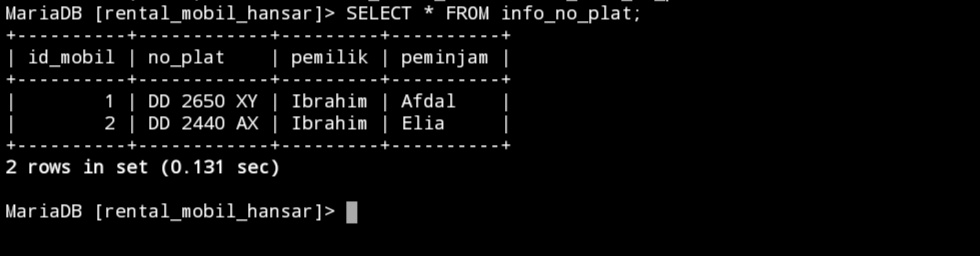 MariaDB [rental_mobil_hansar]> SELECT * FROM info_no_plat;
+----------+------------+---------+----------+
| id_mobil | no_plat    | pemilik | peminjam |
+----------+------------+---------+----------+
|        1 | DD 2650 XY | Ibrahim | Afdal    |
|        2 | DD 2440 AX | Ibrahim | Elia     |
+----------+------------+---------+----------+
2 rows in set (0.131 sec)
MariaDB [rental_mobil_hansar]>